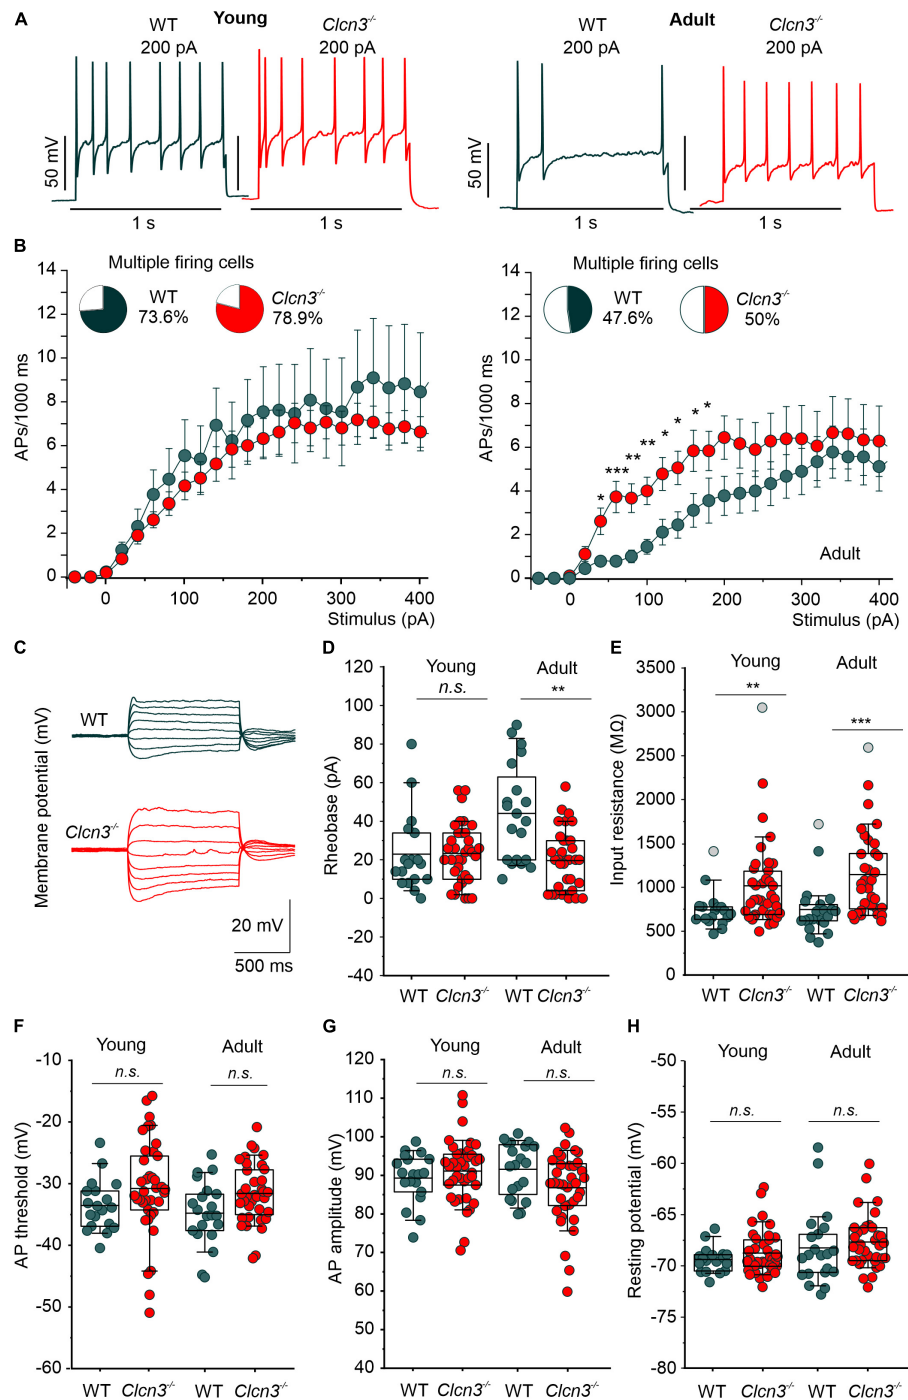 A
Young
Adult
WT
200 pA
Clcn3-/-
200 pA
WT
200 pA
Clcn3-/-
200 pA
50 mV
50 mV
1 s
1 s
1 s
1 s
B
Multiple firing cells
WT
73.6%
Clcn3-/-
78.9%
APs/1000 ms
14
12
10
8
6
4
2
0
0
100
200
300
400
Stimulus (pA)
Multiple firing cells
WT
47.6%
Clcn3-/-
50%
APs/1000 ms
14
12
10
8
6
4
2
0
*
***
**
**
*
*
*
*
Adult
0
100
200
300
400
Stimulus (pA)
C
Membrane potential (mV)
WT
Clcn3-/-
20 mV
500 ms
D
Rheobase (pA)
120
100
80
60
40
20
0
-20
-40
Young
Adult
n.s.
**
WT
Clcn3-/-
WT
Clcn3-/-
E
Input resistance (MΩ)
3500
3000
2500
2000
1500
1000
500
0
Young
Adult
**
***
WT
Clcn3-/-
WT
Clcn3-/-
F
AP threshold (mV)
-10
-20
-30
-40
-50
-60
Young
Adult
n.s.
n.s.
WT
Clcn3-/-
WT
Clcn3-/-
G
AP amplitude (mV)
120
110
100
90
80
70
60
50
40
Young
Adult
n.s.
n.s.
WT
Clcn3-/-
WT
Clcn3-/-
H
Resting potential (mV)
-50
-55
-60
-65
-70
-75
-80
Young
Adult
n.s.
n.s.
WT
Clcn3-/-
WT
Clcn3-/-